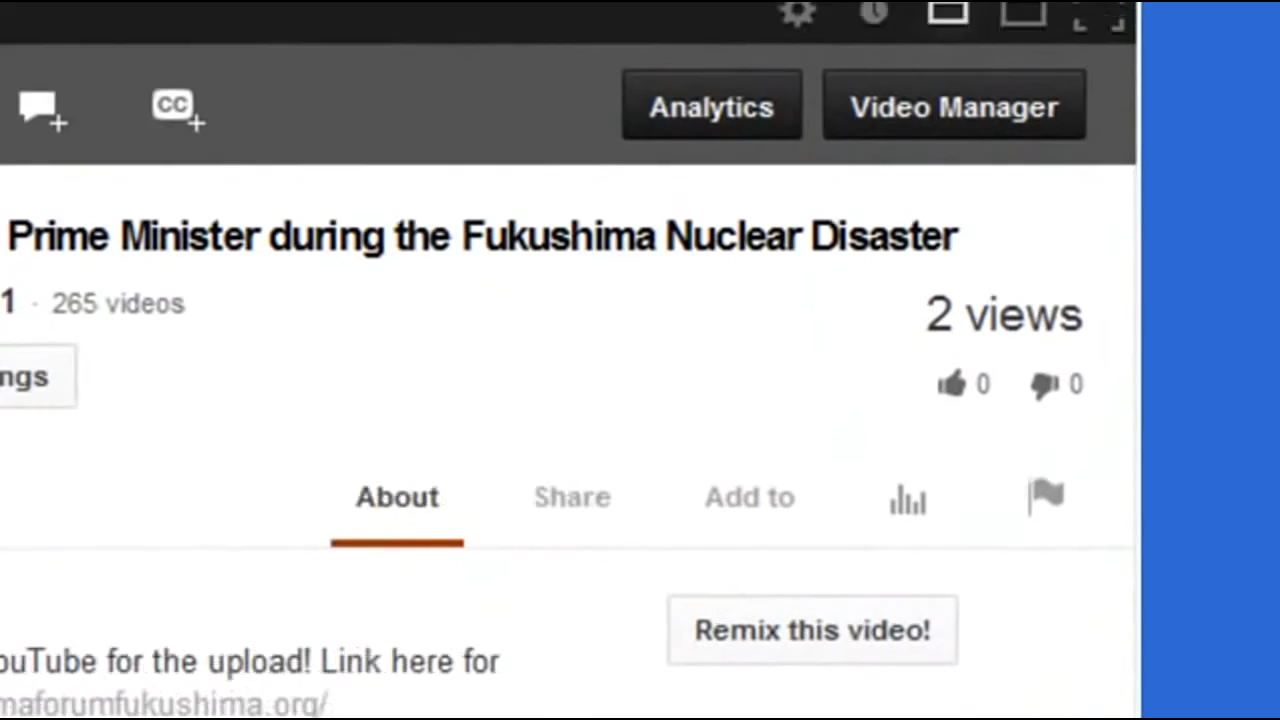 CC
Analytics Video Manager
Prime Minister during the Fukushima Nuclear Disaster
1 · 265 videos
2 views
ngs
0 0
About Share Add to
Remix this video!
ouTube for the upload! Link here for
maforumfukushima.org/